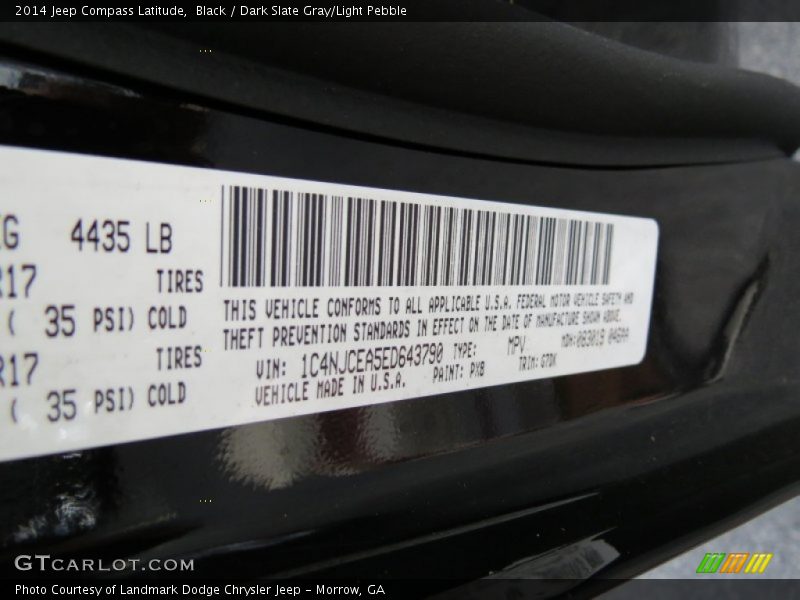 2014 Jeep Compass Latitude,  Black / Dark Slate Gray/Light Pebble
4435 LB
R17 TIRES
( 35 PSI) COLD
R17 TIRES
( 35 PSI) COLD
THIS VEHICLE CONFORMS TO ALL APPLICABLE U.S.A. FEDERAL MOTOR VEHICLE SAFETY AND
THEFT PREVENTION STANDARDS IN EFFECT ON THE DATE OF MANUFACTURE SHOWN ABOVE.
VIN: 1C4NJCEA5ED643790 TYPE: MPV
VEHICLE MADE IN U.S.A. PAINT: PXB TRIM:
GTCARLOT.COM
Photo Courtesy of Landmark Dodge Chrysler Jeep - Morrow, GA